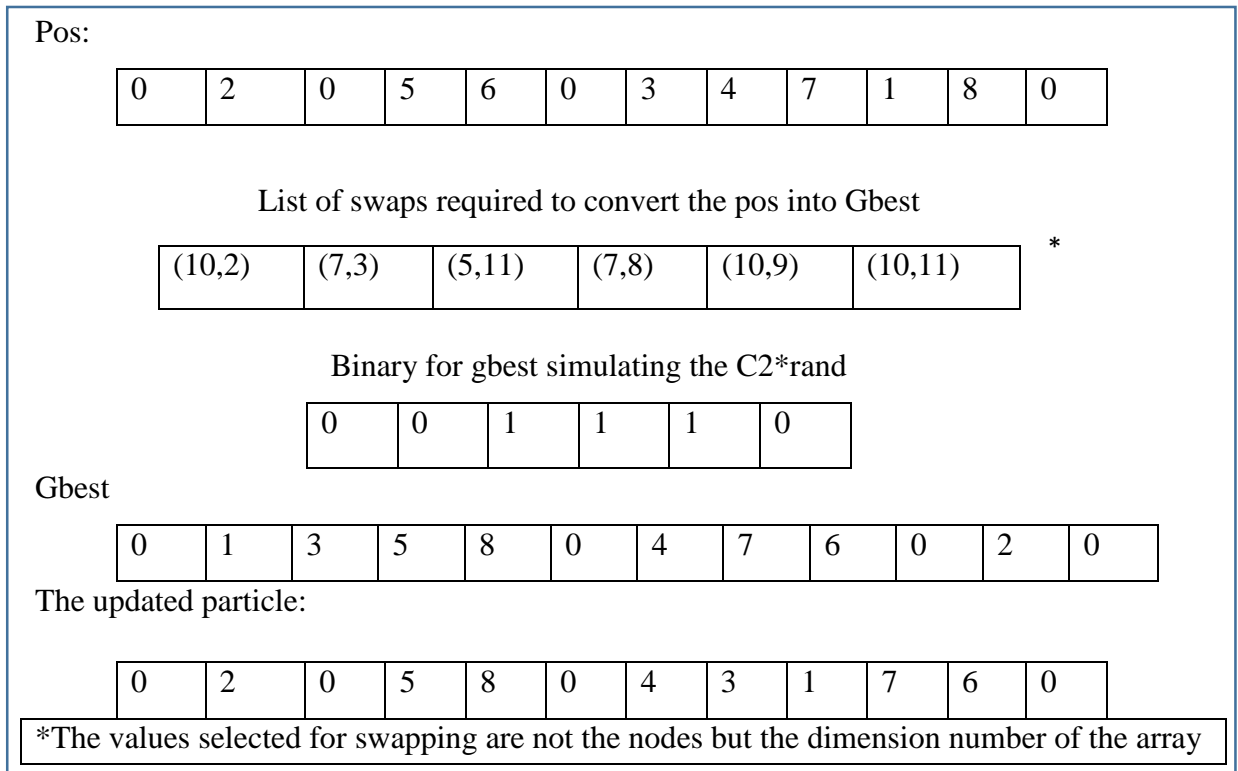 Pos:
0 2 0 5 6 0 3 4 7 1 8 0
List of swaps required to convert the pos into Gbest
(10,2) (7,3) (5,11) (7,8) (10,9) (10,11) *
Binary for gbest simulating the C2*rand
0 0 1 1 1 0
Gbest
0 1 3 5 8 0 4 7 6 0 2 0
The updated particle:
0 2 0 5 8 0 4 3 1 7 6 0
*The values selected for swapping are not the nodes but the dimension number of the array